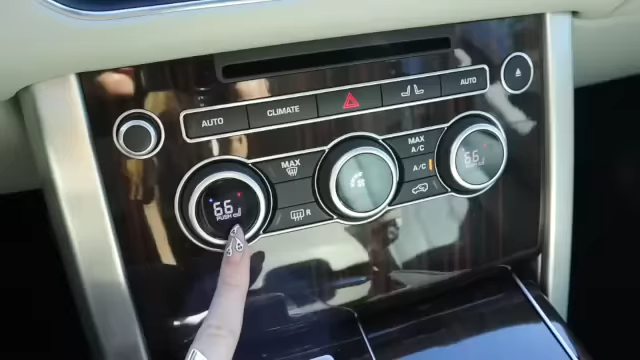 AUTO CLIMATE AUTO
MAX MAX A/C
A/C
66 66
PUSH
R